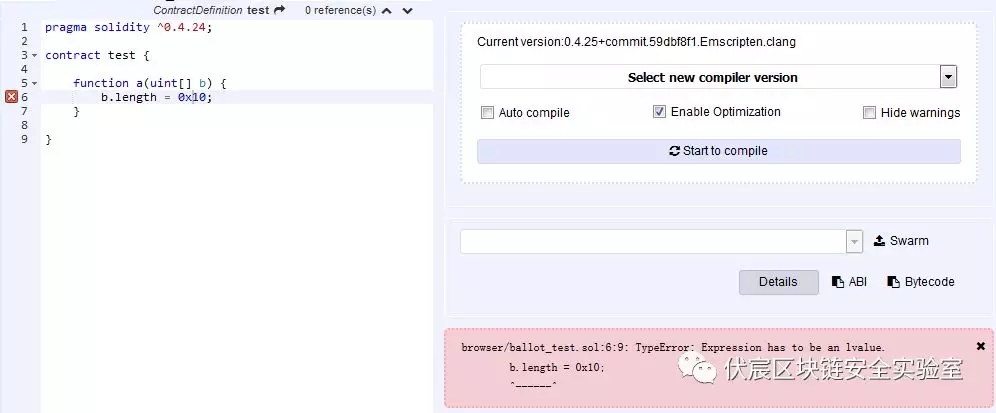 ContractDefinition test 0 reference(s)
1 pragma solidity ^0.4.24;
2
3 contract test {
4
5 function a(uint[] b) {
6 b.length = 0x10;
7 }
8
9 }
Current version:0.4.25+commit.59dbf8f1.Emscripten.clang
Select new compiler version
Auto compile Enable Optimization Hide warnings
Start to compile
Swarm
Details ABI Bytecode
browser/ballot_test.sol:6:9: TypeError: Expression has to be an lvalue.
b.length = 0x10;
^------^
伏宸区块链安全实验室